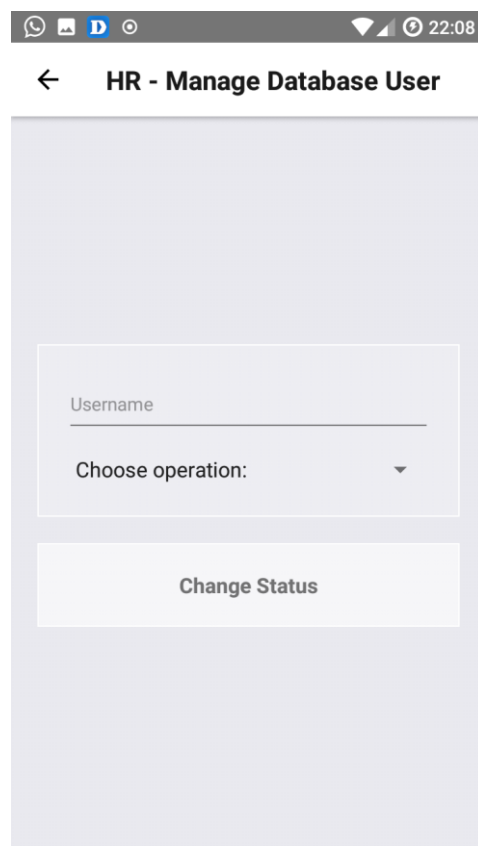 22:08
HR - Manage Database User
Username
Choose operation:
Change Status